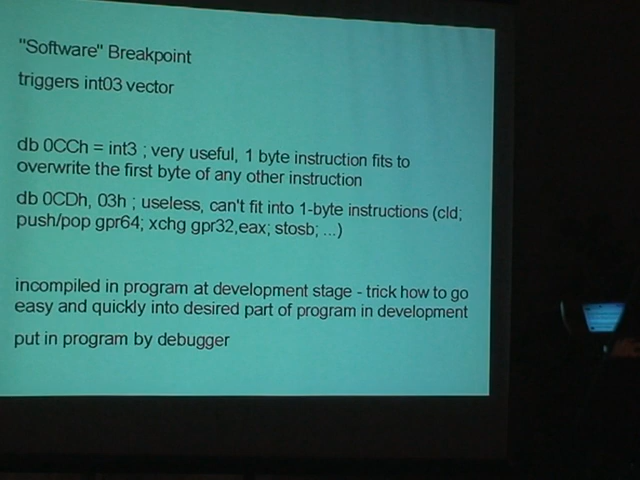 "Software" Breakpoint
triggers int03 vector
db 0CCh = int3 ; very useful, 1 byte instruction fits to
overwrite the first byte of any other instruction
db 0CDh, 03h ; useless, can't fit into 1-byte instructions (cld;
push/pop gpr64; xchg gpr32,eax; stosb; ...)
incompiled in program at development stage - trick how to go
easy and quickly into desired part of program in development
put in program by debugger